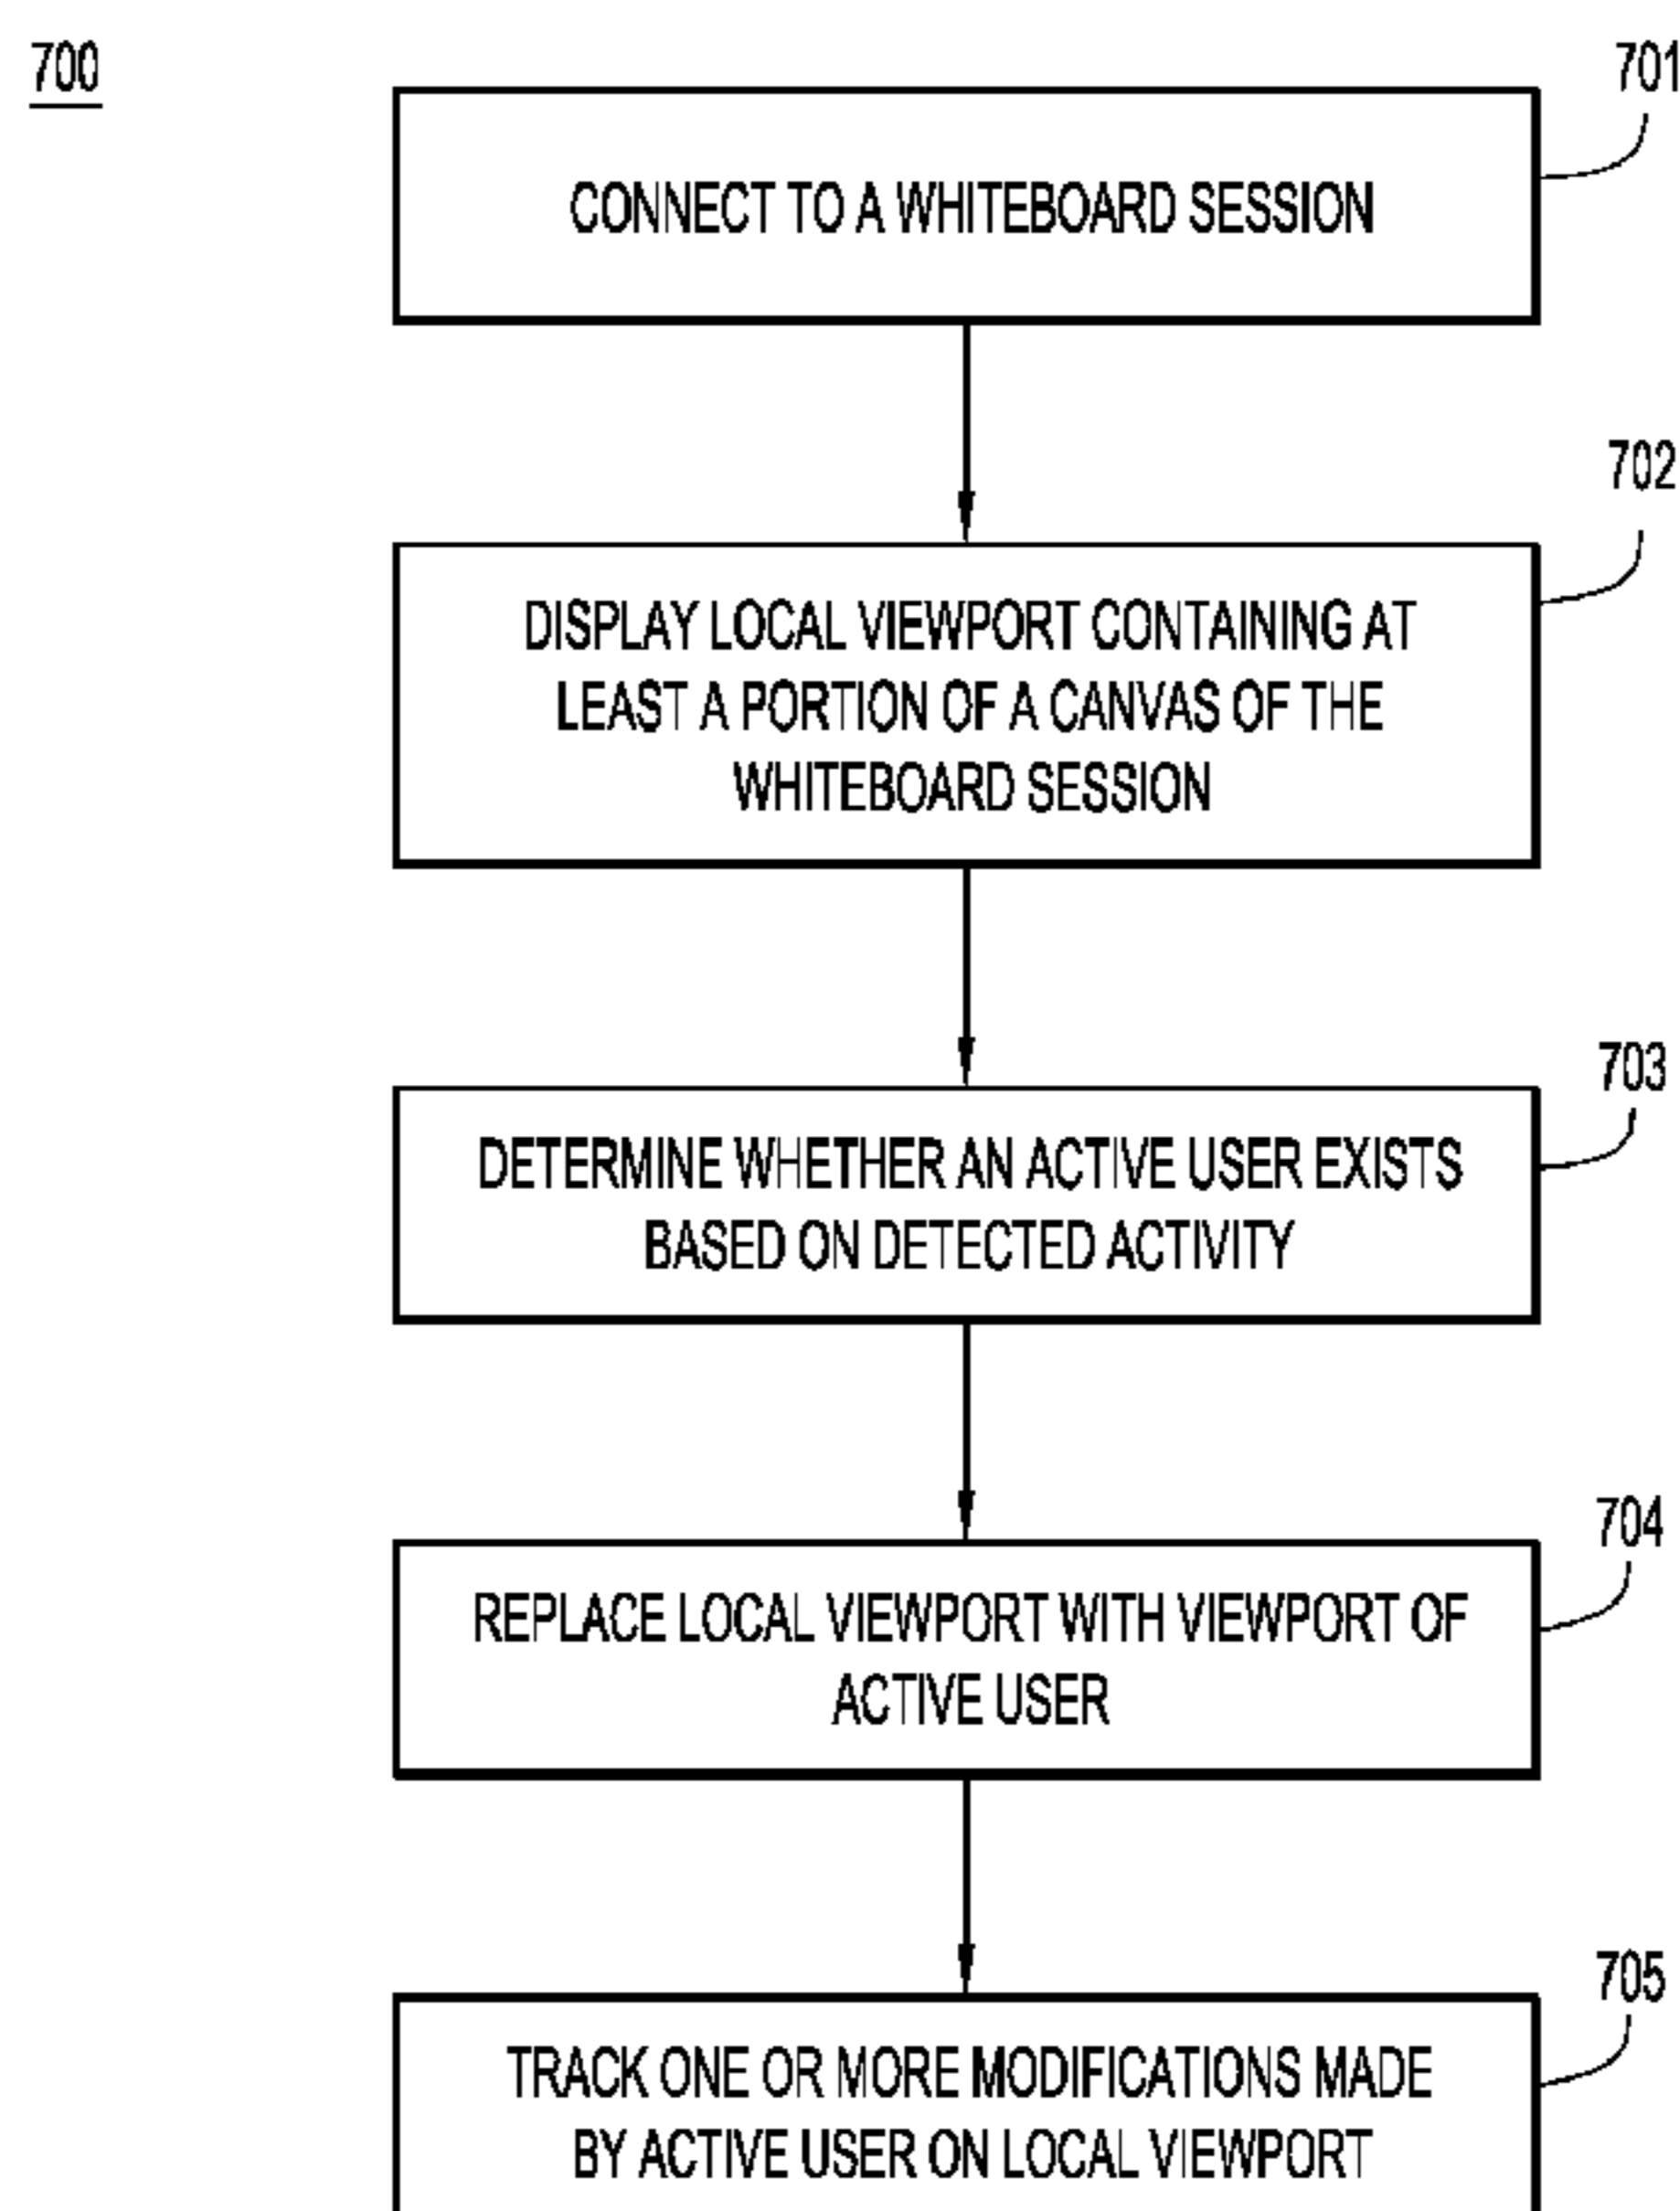 700
701
CONNECT TO A WHITEBOARD SESSION
702
DISPLAY LOCAL VIEWPORT CONTAINING AT
LEAST A PORTION OF A CANVAS OF THE
WHITEBOARD SESSION
703
DETERMINE WHETHER AN ACTIVE USER EXISTS
BASED ON DETECTED ACTIVITY
704
REPLACE LOCAL VIEWPORT WITH VIEWPORT OF
ACTIVE USER
705
TRACK ONE OR MORE MODIFICATIONS MADE
BY ACTIVE USER ON LOCAL VIEWPORT